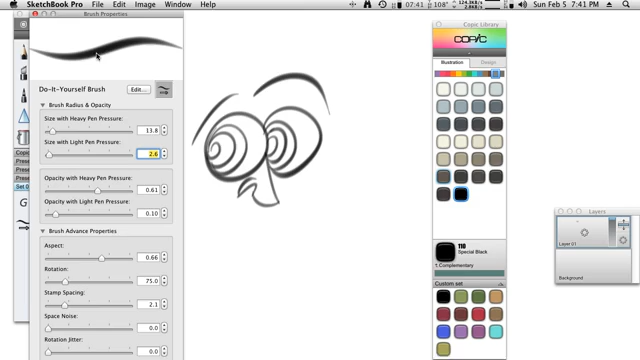 SketchBook Pro File Edit Image Window Help 07:41 108° Sun Feb 5 7:41 PM
Brush Properties
Do-It-Yourself Brush Edit...
Brush Radius & Opacity
Size with Heavy Pen Pressure:
13.8
Size with Light Pen Pressure:
2.6
Opacity with Heavy Pen Pressure:
0.61
Opacity with Light Pen Pressure:
0.10
Brush Advance Properties
Aspect:
0.66
Rotation:
75.0
Stamp Spacing:
2.1
Space Noise:
0.0
Rotation Jitter:
0.0
Copic Library
COPIC
Illustration Design
110
Special Black
1.Complementary
Custom set
Layers
Layer 01
Background